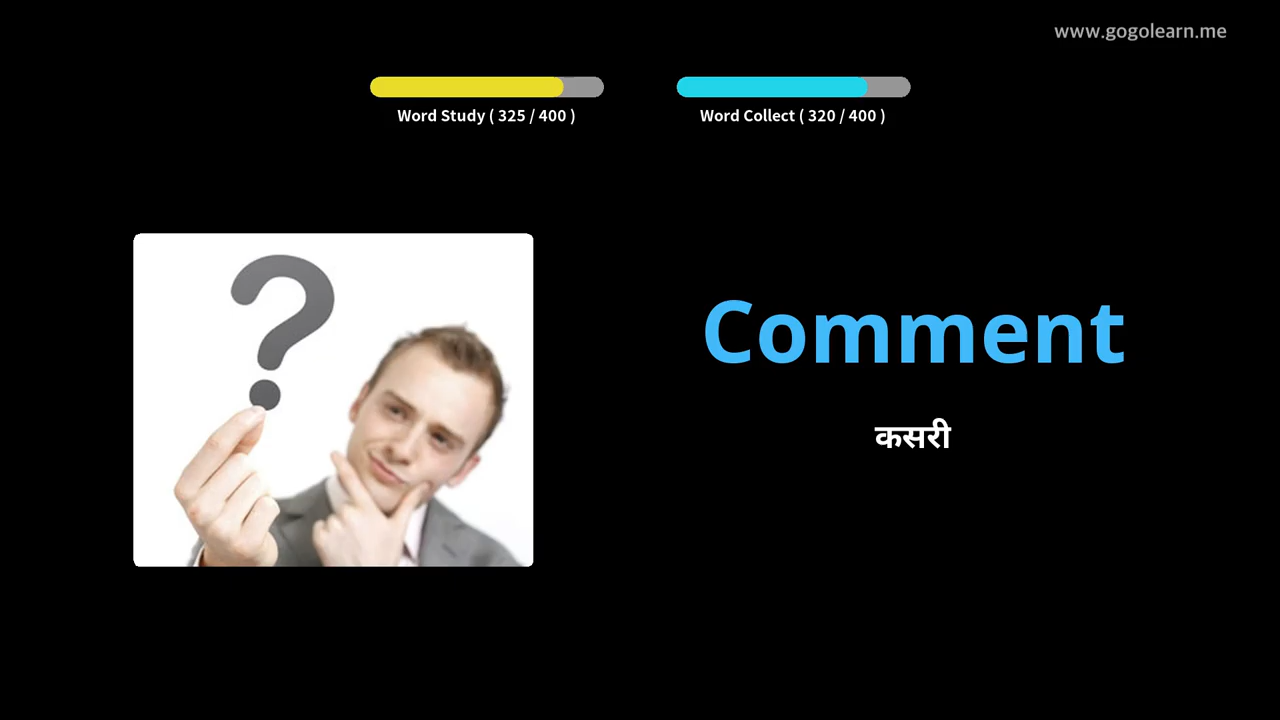 www.gogolearn.me
Word Study ( 325 / 400 )
Word Collect ( 320 / 400 )
?
Comment
कसरी